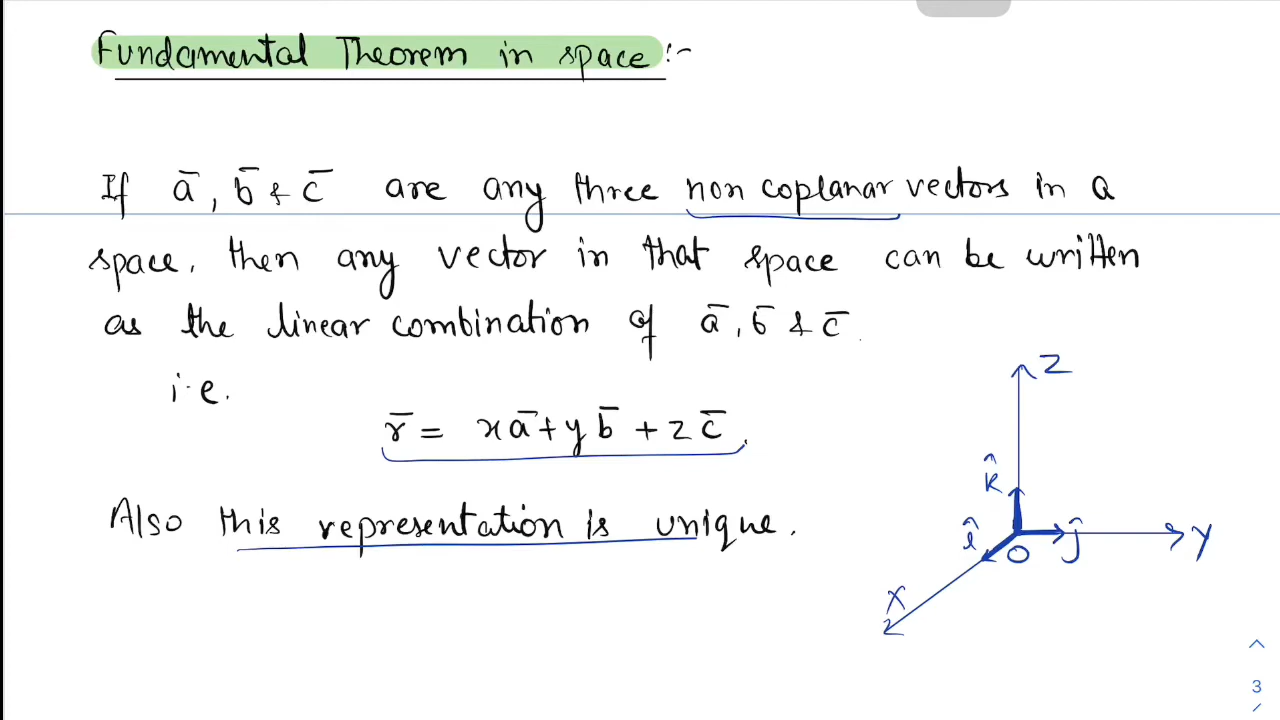 Fundamental Theorem in space :-
If a̅, b̅ & c̅ are any three non coplanar vectors in a
space, then any vector in that space can be written
as the linear combination of a̅, b̅ & c̅.
i.e.
r̅ = xa̅ + yb̅ + zc̅.
Also this representation is unique.
Z
k̂
î
ĵ
O
Y
X
3